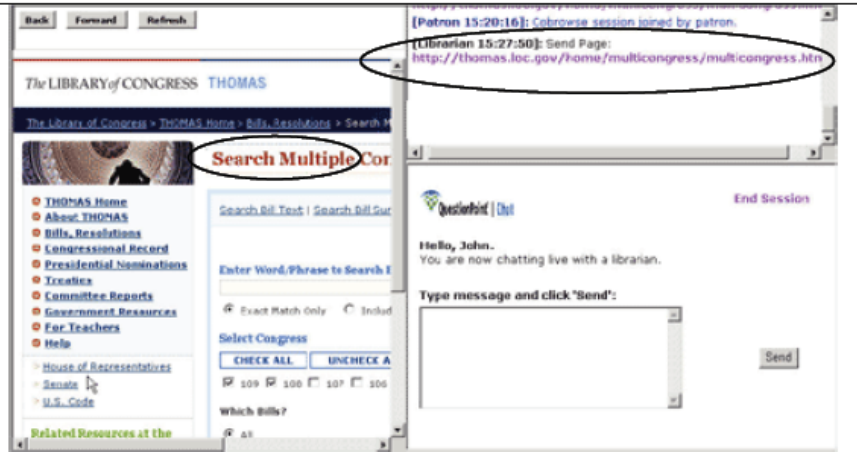 Back Forward Refresh
The LIBRARY of CONGRESS THOMAS
The Library of Congress > THOMAS Home > Bills, Resolutions > Search M
Search Multiple Con
THOMAS Home
About THOMAS
Bills, Resolutions
Congressional Record
Presidential Nominations
Treaties
Committee Reports
Government Resources
For Teachers
Help
House of Representatives
Senate
U.S. Code
Related Resources at the
Search Bill Text | Search Bill Sur
Enter Word/Phrase to Search
Exact Match Only Includ
Select Congress
CHECK ALL UNCHECK A
109 108 107 106
Which Bills?
All
[Patron 15:20:16]: Cobrowse session joined by patron.
[Librarian 15:27:50]: Send Page:
http://thomas.loc.gov/home/multicongress/multicongress.htm
QuestionPoint | Chat
End Session
Hello, John.
You are now chatting live with a librarian.
Type message and click 'Send':
Send